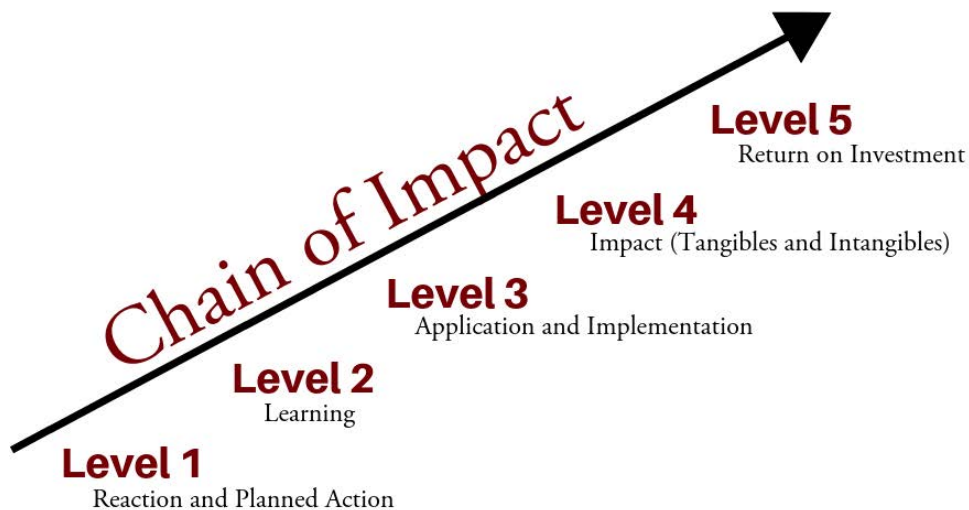 Chain of Impact
Level 5
Return on Investment
Level 4
Impact (Tangibles and Intangibles)
Level 3
Application and Implementation
Level 2
Learning
Level 1
Reaction and Planned Action